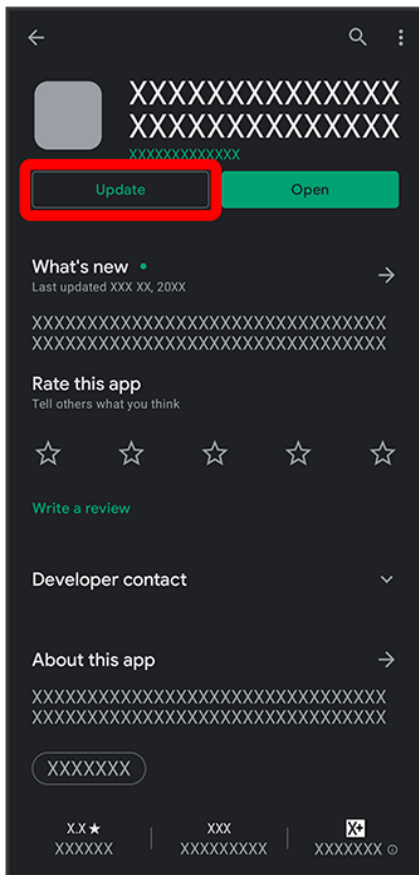 XXXXXXXXXXXXXX
XXXXXXXXXXXXXX
XXXXXXXXXXXXX
Update
Open
What's new
Last updated XXX XX, 20XX
XXXXXXXXXXXXXXXXXXXXXXXXXXXXXXXX
XXXXXXXXXXXXXXXXXXXXXXXXXXXXXXXX
Rate this app
Tell others what you think
Write a review
Developer contact
About this app
XXXXXXXXXXXXXXXXXXXXXXXXXXXXXXXX
XXXXXXXXXXXXXXXXXXXXXXXXXXXXXXXX
XXXXXXX
X.X★
XXXXXX
XXX
XXXXXXXXX
X+
XXXXXXX